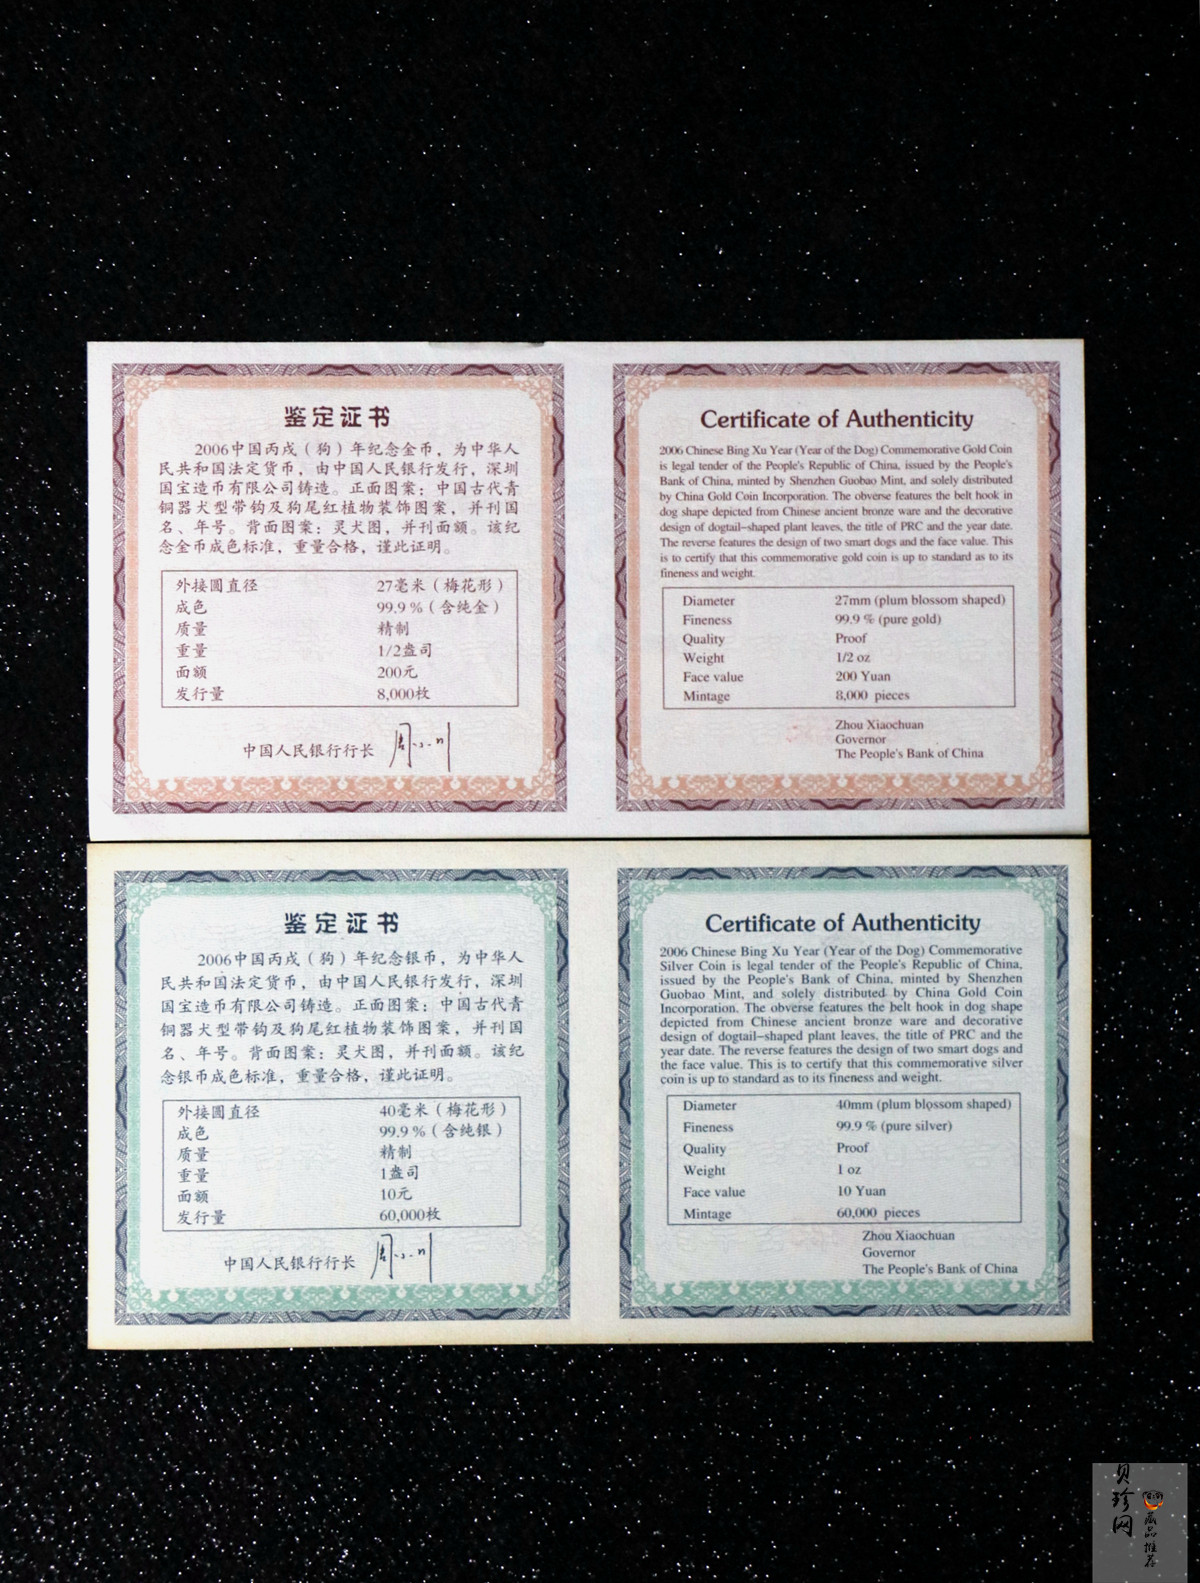 鉴定证书
2006中国丙戌（狗）年纪念金币，为中华人
民共和国法定货币，由中国人民银行发行，深圳
国宝造币有限公司铸造。正面图案：中国古代青
铜器犬型带钩及狗尾红植物装饰图案，并刊国
名、年号。背面图案：灵犬图，并刊面额。该纪
念金币成色标准，重量合格，谨此证明。
外接圆直径 27毫米（梅花形）
成色 99.9％（含纯金）
质量 精制
重量 1/2盎司
面额 200元
发行量 8,000枚
中国人民银行行长 周小川
Certificate of Authenticity
2006 Chinese Bing Xu Year (Year of the Dog) Commemorative Gold Coin
is legal tender of the People's Republic of China, issued by the People's
Bank of China, minted by Shenzhen Guobao Mint, and solely distributed
by China Gold Coin Incorporation. The obverse features the belt hook in
dog shape depicted from Chinese ancient bronze ware and the decorative
design of dogtail-shaped plant leaves, the title of PRC and the year date.
The reverse features the design of two smart dogs and the face value. This
is to certify that this commemorative gold coin is up to standard as to its
fineness and weight.
Diameter 27mm (plum blossom shaped)
Fineness 99.9 % (pure gold)
Quality Proof
Weight 1/2 oz
Face value 200 Yuan
Mintage 8,000 pieces
Zhou Xiaochuan
Governor
The People's Bank of China
鉴定证书
2006中国丙戌（狗）年纪念银币，为中华人
民共和国法定货币，由中国人民银行发行，深圳
国宝造币有限公司铸造。正面图案：中国古代青
铜器犬型带钩及狗尾红植物装饰图案，并刊国
名、年号。背面图案：灵犬图，并刊面额。该纪
念银币成色标准，重量合格，谨此证明。
外接圆直径 40毫米（梅花形）
成色 99.9％（含纯银）
质量 精制
重量 1盎司
面额 10元
发行量 60,000枚
中国人民银行行长 周小川
Certificate of Authenticity
2006 Chinese Bing Xu Year (Year of the Dog) Commemorative
Silver Coin is legal tender of the People's Republic of China,
issued by the People's Bank of China, minted by Shenzhen
Guobao Mint, and solely distributed by China Gold Coin
Incorporation. The obverse features the belt hook in dog shape
depicted from Chinese ancient bronze ware and decorative
design of dogtail-shaped plant leaves, the title of PRC and the
year date. The reverse features the design of two smart dogs and
the face value. This is to certify that this commemorative silver
coin is up to standard as to its fineness and weight.
Diameter 40mm (plum blossom shaped)
Fineness 99.9 % (pure silver)
Quality Proof
Weight 1 oz
Face value 10 Yuan
Mintage 60,000 pieces
Zhou Xiaochuan
Governor
The People's Bank of China
贝珍网
藏品推荐